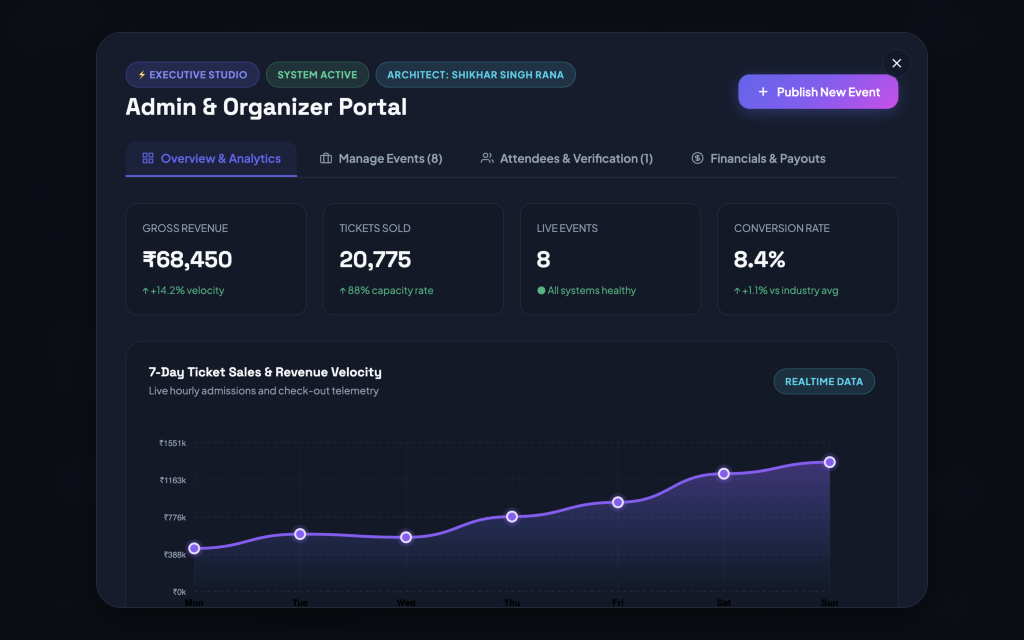 ⚡ EXECUTIVE STUDIO SYSTEM ACTIVE ARCHITECT: SHIKHAR SINGH RANA
Admin & Organizer Portal
+ Publish New Event
Overview & Analytics Manage Events (8) Attendees & Verification (1) Financials & Payouts
GROSS REVENUE
₹68,450
↑ +14.2% velocity
TICKETS SOLD
20,775
↑ 88% capacity rate
LIVE EVENTS
8
● All systems healthy
CONVERSION RATE
8.4%
↑ +1.1% vs industry avg
7-Day Ticket Sales & Revenue Velocity
Live hourly admissions and check-out telemetry
REALTIME DATA
₹1551k
₹1163k
₹776k
₹388k
₹0k
Mon Tue Wed Thu Fri Sat Sun